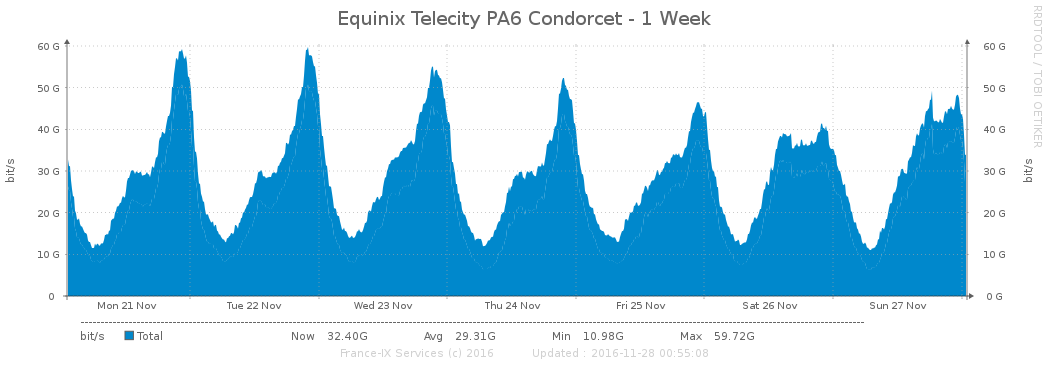 Equinix Telecity PA6 Condorcet - 1 Week
RRDTOOL / TOBI OETIKER
60 G 60 G
50 G 50 G
40 G 40 G
30 G 30 G
20 G 20 G
10 G 10 G
0 0 G
bit/s bit/s
Mon 21 Nov Tue 22 Nov Wed 23 Nov Thu 24 Nov Fri 25 Nov Sat 26 Nov Sun 27 Nov
bit/s Total Now 32.40G Avg 29.31G Min 10.98G Max 59.72G
France-IX Services (c) 2016 Updated : 2016-11-28 00:55:08